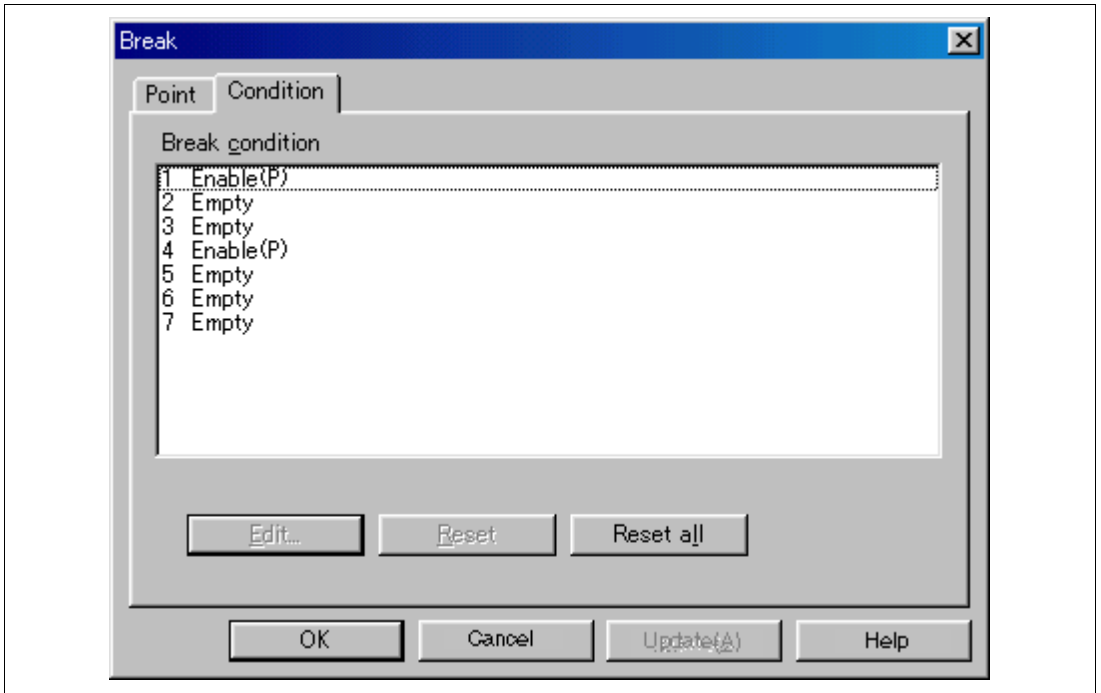 Break
Point Condition
Break condition
1 Enable(P)
2 Empty
3 Empty
4 Enable(P)
5 Empty
6 Empty
7 Empty
Edit... Reset Reset all
OK Cancel Update(A) Help